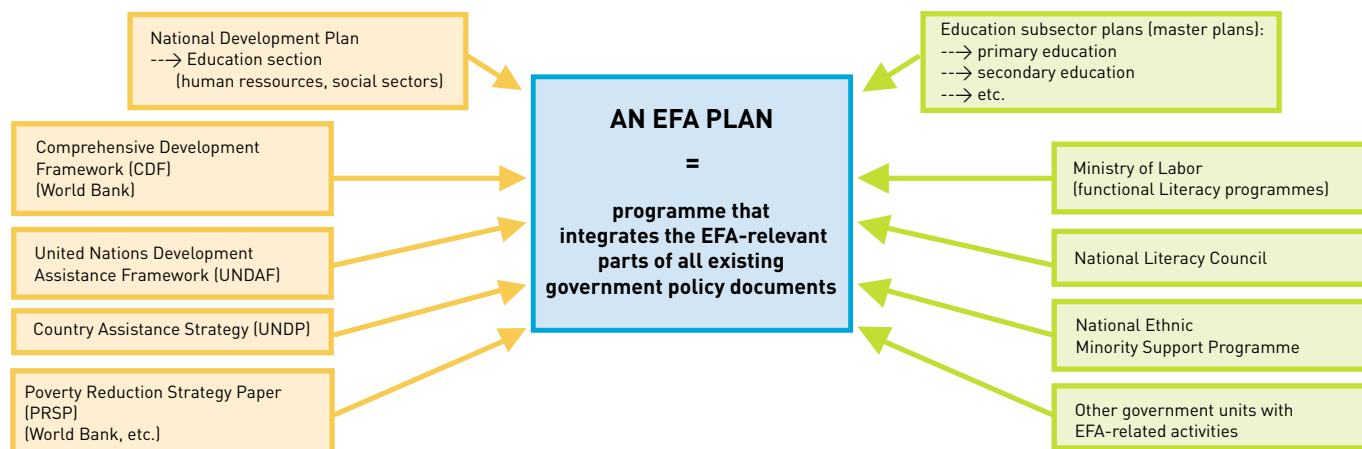 National Development Plan
---> Education section
(human ressources, social sectors)
Comprehensive Development
Framework (CDF)
(World Bank)
United Nations Development
Assistance Framework (UNDAF)
Country Assistance Strategy (UNDP)
Poverty Reduction Strategy Paper
(PRSP)
(World Bank, etc.)
AN EFA PLAN
=
programme that
integrates the EFA-relevant
parts of all existing
government policy documents
Education subsector plans (master plans):
---> primary education
---> secondary education
---> etc.
Ministry of Labor
(functional Literacy programmes)
National Literacy Council
National Ethnic
Minority Support Programme
Other government units with
EFA-related activities